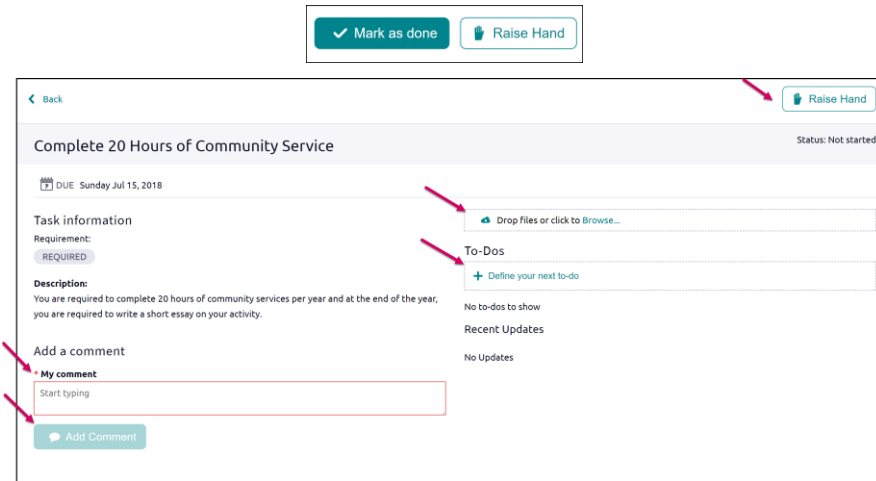 Mark as done
Raise Hand
Back
Raise Hand
Complete 20 Hours of Community Service
Status: Not started
7
DUE Sunday Jul 15, 2018
Task information
Requirement:
REQUIRED
Description:
You are required to complete 20 hours of community services per year and at the end of the year,
you are required to write a short essay on your activity.
Add a comment
* My comment
Start typing
Add Comment
Drop files or click to Browse...
To-Dos
+ Define your next to-do
No to-dos to show
Recent Updates
No Updates